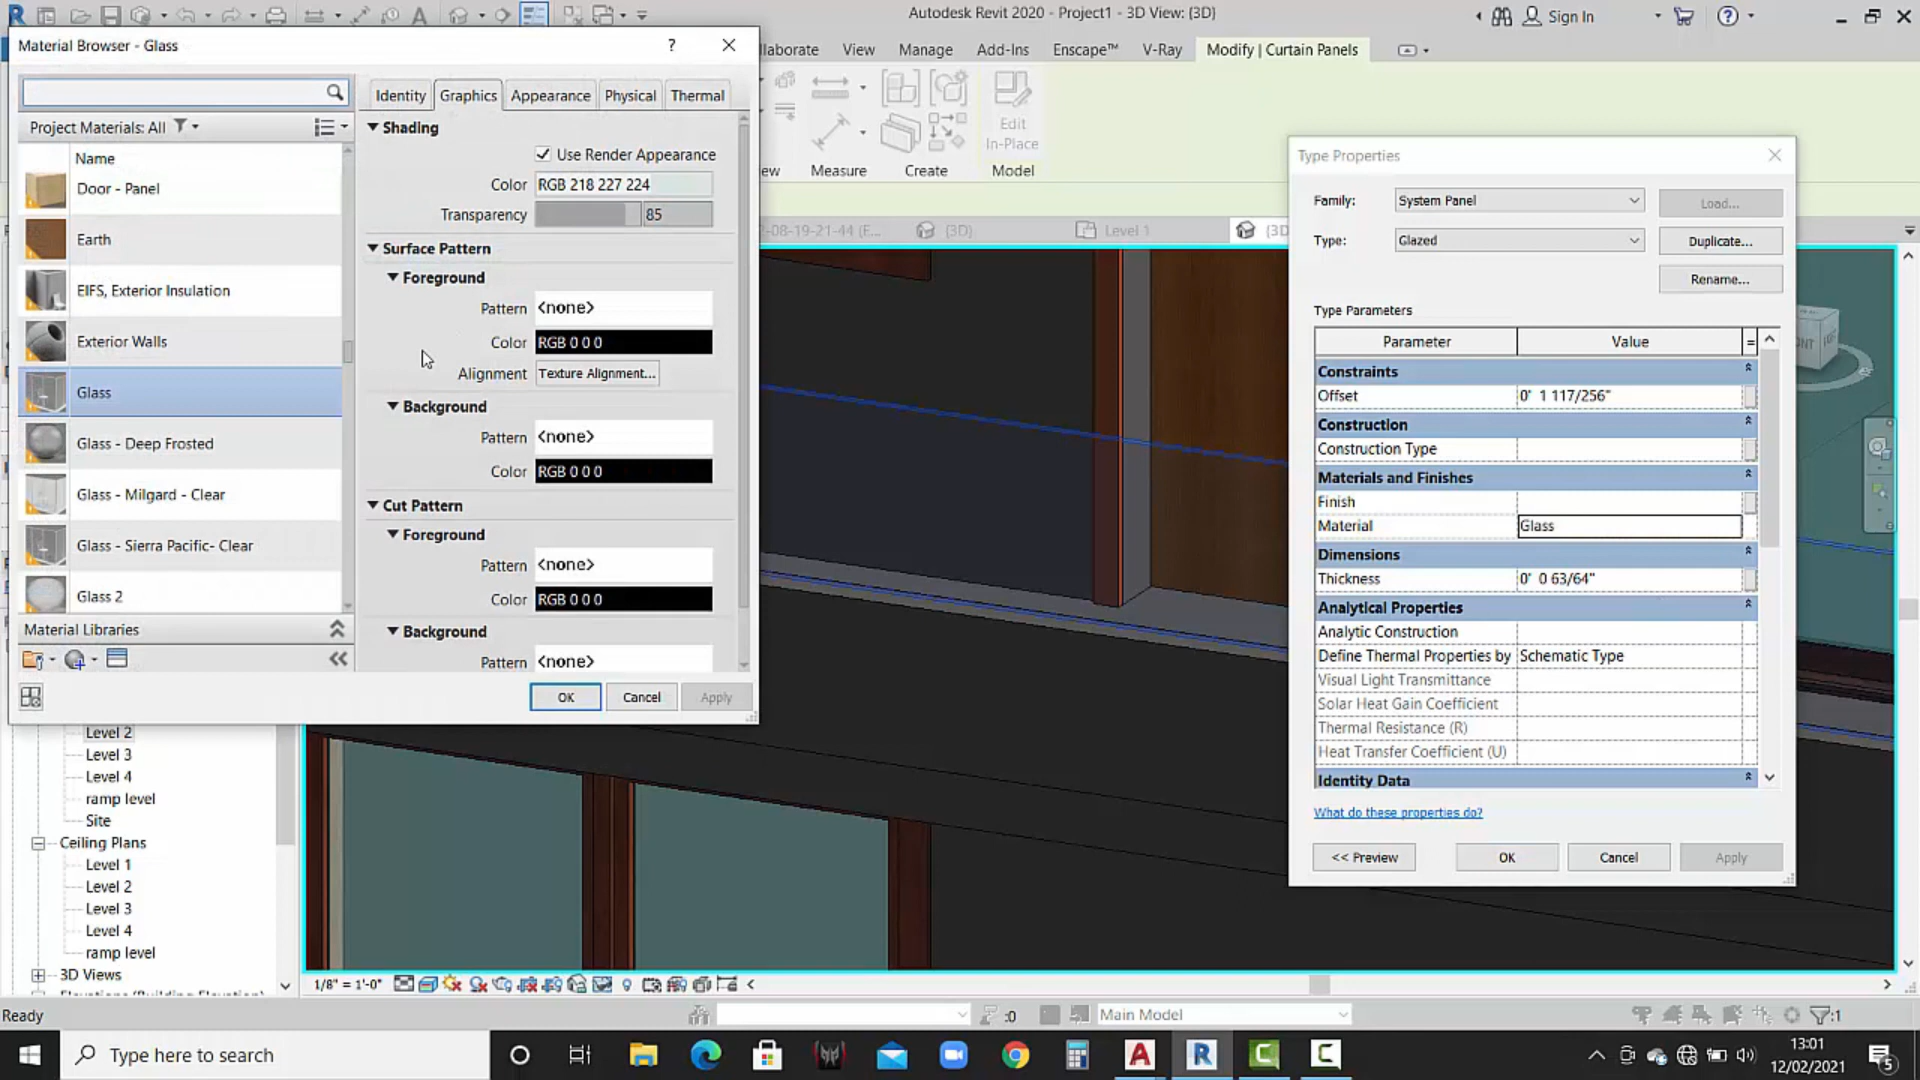 Autodesk Revit 2020 - Project1 - 3D View: {3D}
Sign In
Material Browser - Glass
Collaborate
View
Manage
Add-Ins
Enscape™
V-Ray
Modify | Curtain Panels
Project Materials: All
Name
Door - Panel
Earth
EIFS, Exterior Insulation
Exterior Walls
Glass
Glass - Deep Frosted
Glass - Milgard - Clear
Glass - Sierra Pacific- Clear
Glass 2
Material Libraries
Identity
Graphics
Appearance
Physical
Thermal
Shading
Use Render Appearance
Color
RGB 218 227 224
Transparency
85
Surface Pattern
Foreground
Pattern
<none>
Color
RGB 0 0 0
Alignment
Texture Alignment...
Background
Pattern
<none>
Color
RGB 0 0 0
Cut Pattern
Foreground
Pattern
<none>
Color
RGB 0 0 0
Background
Pattern
<none>
OK
Cancel
Apply
Edit
In-Place
Measure
Create
Model
{3D}
Level 1
Type Properties
Family:
System Panel
Load...
Type:
Glazed
Duplicate...
Rename...
Type Parameters
Parameter
Value
=
Constraints
Offset
0' 1 117/256"
Construction
Construction Type
Materials and Finishes
Finish
Material
Glass
Dimensions
Thickness
0' 0 63/64"
Analytical Properties
Analytic Construction
Define Thermal Properties by
Schematic Type
Visual Light Transmittance
Solar Heat Gain Coefficient
Thermal Resistance (R)
Heat Transfer Coefficient (U)
Identity Data
What do these properties do?
<< Preview
OK
Cancel
Apply
Level 2
Level 3
Level 4
ramp level
Site
Ceiling Plans
Level 1
Level 2
Level 3
Level 4
ramp level
3D Views
Elevations (Building Elevation)
1/8" = 1'-0"
Ready
:0
Main Model
:1
Type here to search
13:01
12/02/2021
5